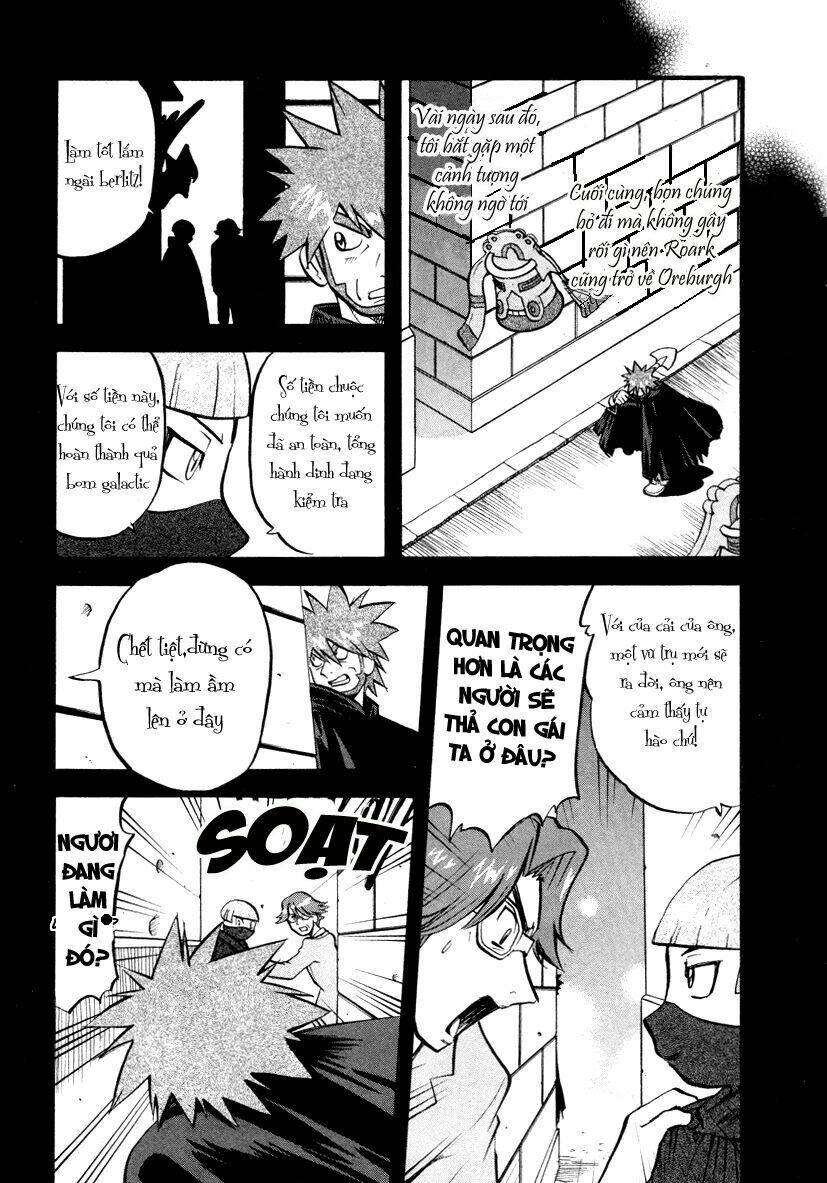 Vài ngày sau đó,
tôi bắt gặp một
cảnh tượng
không ngờ tới
Cuối cùng, bọn chúng
bỏ đi mà không gây
rối gì nên Roark
cũng trở về Oreburgh
Làm tốt lắm
ngài berlitz!
Số tiền chuộc
chúng tôi muốn
đã an toàn, tổng
hành dinh đang
kiểm tra
Với số tiền này,
chúng tôi có thể
hoàn thành quả
bom galactic
Với của cải của ông,
một vũ trụ mới sẽ
ra đời, ông nên
cảm thấy tự
hào chứ!
QUAN TRỌNG
HƠN LÀ CÁC
NGƯỜI SẼ
THẢ CON GÁI
TA Ở ĐÂU?
Chết tiệt,đừng có
mà làm ầm
lên ở đây
SOẠT
NGƯƠI
ĐANG
LÀM
GÌ
ĐÓ?